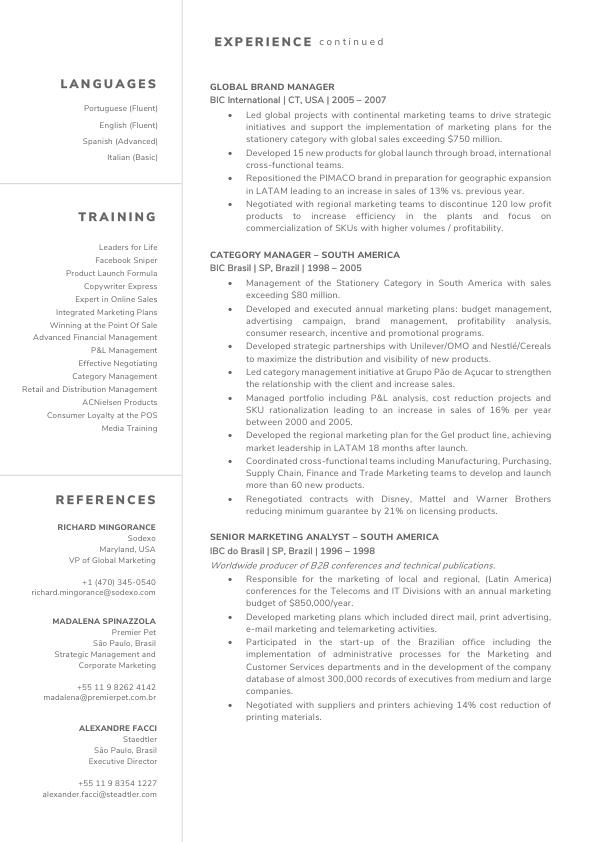 LANGUAGES
Portuguese (Fluent)
English (Fluent)
Spanish (Advanced)
Italian (Basic)
TRAINING
Leaders for Life
Facebook Sniper
Product Launch Formula
Copywriter Express
Expert in Online Sales
Integrated Marketing Plans
Winning at the Point Of Sale
Advanced Financial Management
P&L Management
Effective Negotiating
Category Management
Retail and Distribution Management
ACNielsen Products
Consumer Loyalty at the POS
Media Training
REFERENCES
RICHARD MINGORANCE
Sodexo
Maryland, USA
VP of Global Marketing
+1 (470) 345-0540
richard.mingorance@sodexo.com
MADALENA SPINAZZOLA
Premier Pet
São Paulo, Brasil
Strategic Management and
Corporate Marketing
+55 11 9 8262 4142
madalena@premierpet.com.br
ALEXANDRE FACCI
Staedtler
São Paulo, Brasil
Executive Director
+55 11 9 8354 1227
alexander.facci@steadtler.com
EXPERIENCE continued
GLOBAL BRAND MANAGER
BIC International | CT, USA | 2005 – 2007
• Led global projects with continental marketing teams to drive strategic
initiatives and support the implementation of marketing plans for the
stationery category with global sales exceeding $750 million.
• Developed 15 new products for global launch through broad, international
cross-functional teams.
• Repositioned the PIMACO brand in preparation for geographic expansion
in LATAM leading to an increase in sales of 13% vs. previous year.
• Negotiated with regional marketing teams to discontinue 120 low profit
products to increase efficiency in the plants and focus on
commercialization of SKUs with higher volumes / profitability.
CATEGORY MANAGER – SOUTH AMERICA
BIC Brasil | SP, Brazil | 1998 – 2005
• Management of the Stationery Category in South America with sales
exceeding $80 million.
• Developed and executed annual marketing plans: budget management,
advertising campaign, brand management, profitability analysis,
consumer research, incentive and promotional programs.
• Developed strategic partnerships with Unilever/OMO and Nestlé/Cereals
to maximize the distribution and visibility of new products.
• Led category management initiative at Grupo Pão de Açucar to strengthen
the relationship with the client and increase sales.
• Managed portfolio including P&L analysis, cost reduction projects and
SKU rationalization leading to an increase in sales of 16% per year
between 2000 and 2005.
• Developed the regional marketing plan for the Gel product line, achieving
market leadership in LATAM 18 months after launch.
• Coordinated cross-functional teams including Manufacturing, Purchasing,
Supply Chain, Finance and Trade Marketing teams to develop and launch
more than 60 new products.
• Renegotiated contracts with Disney, Mattel and Warner Brothers
reducing minimum guarantee by 21% on licensing products.
SENIOR MARKETING ANALYST – SOUTH AMERICA
IBC do Brasil | SP, Brazil | 1996 – 1998
Worldwide producer of B2B conferences and technical publications.
• Responsible for the marketing of local and regional, (Latin America)
conferences for the Telecoms and IT Divisions with an annual marketing
budget of $850,000/year.
• Developed marketing plans which included direct mail, print advertising,
e-mail marketing and telemarketing activities.
• Participated in the start-up of the Brazilian office including the
implementation of administrative processes for the Marketing and
Customer Services departments and in the development of the company
database of almost 300,000 records of executives from medium and large
companies.
• Negotiated with suppliers and printers achieving 14% cost reduction of
printing materials.